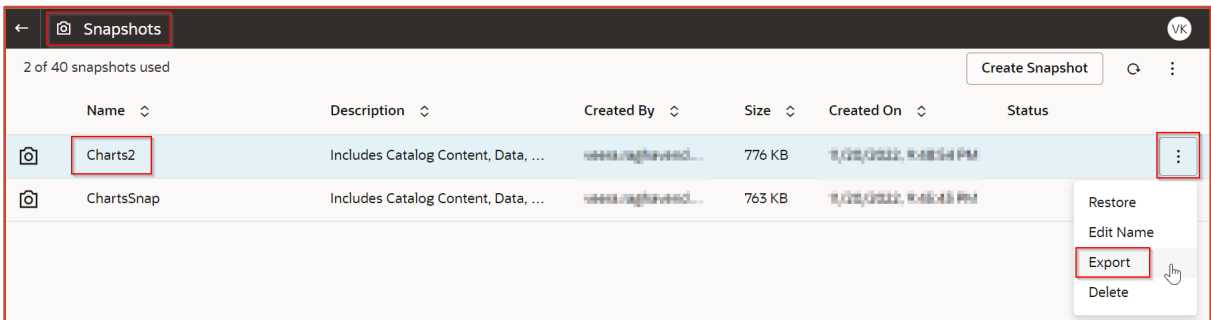 ← Snapshots VK
2 of 40 snapshots used Create Snapshot
Name Description Created By Size Created On Status
Charts2 Includes Catalog Content, Data, ... 776 KB
ChartsSnap Includes Catalog Content, Data, ... 763 KB
Restore
Edit Name
Export
Delete